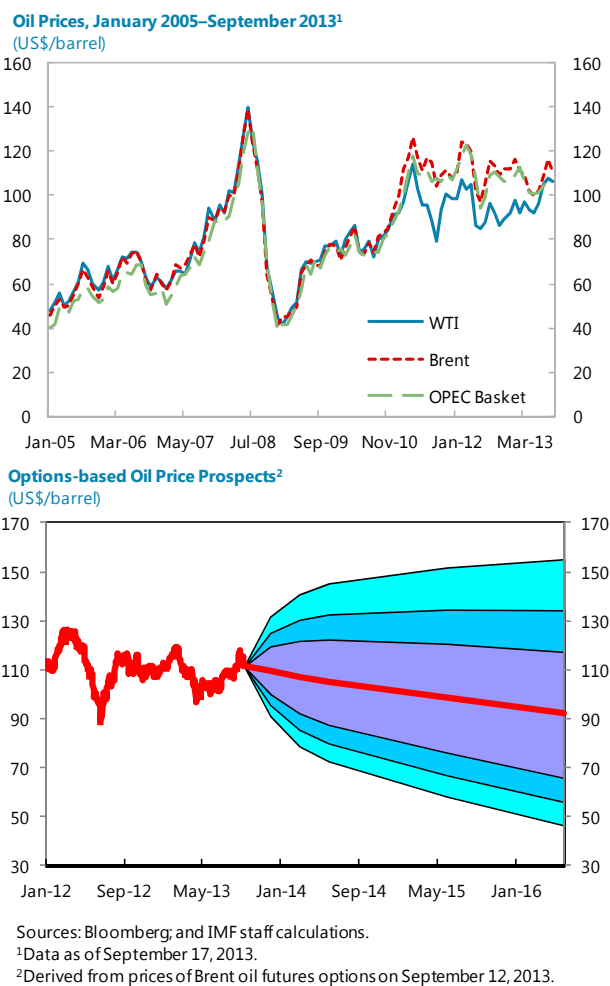 Oil Prices, January 2005–September 2013¹
(US$/barrel)
160 160
140 140
120 120
100 100
80 80
60 60
40 40
20 20
0 0
WTI
Brent
OPEC Basket
Jan-05 Mar-06 May-07 Jul-08 Sep-09 Nov-10 Jan-12 Mar-13
Options-based Oil Price Prospects²
(US$/barrel)
170 170
150 150
130 130
110 110
90 90
70 70
50 50
30 30
Jan-12 Sep-12 May-13 Jan-14 Sep-14 May-15 Jan-16
Sources: Bloomberg; and IMF staff calculations.
¹Data as of September 17, 2013.
²Derived from prices of Brent oil futures options on September 12, 2013.